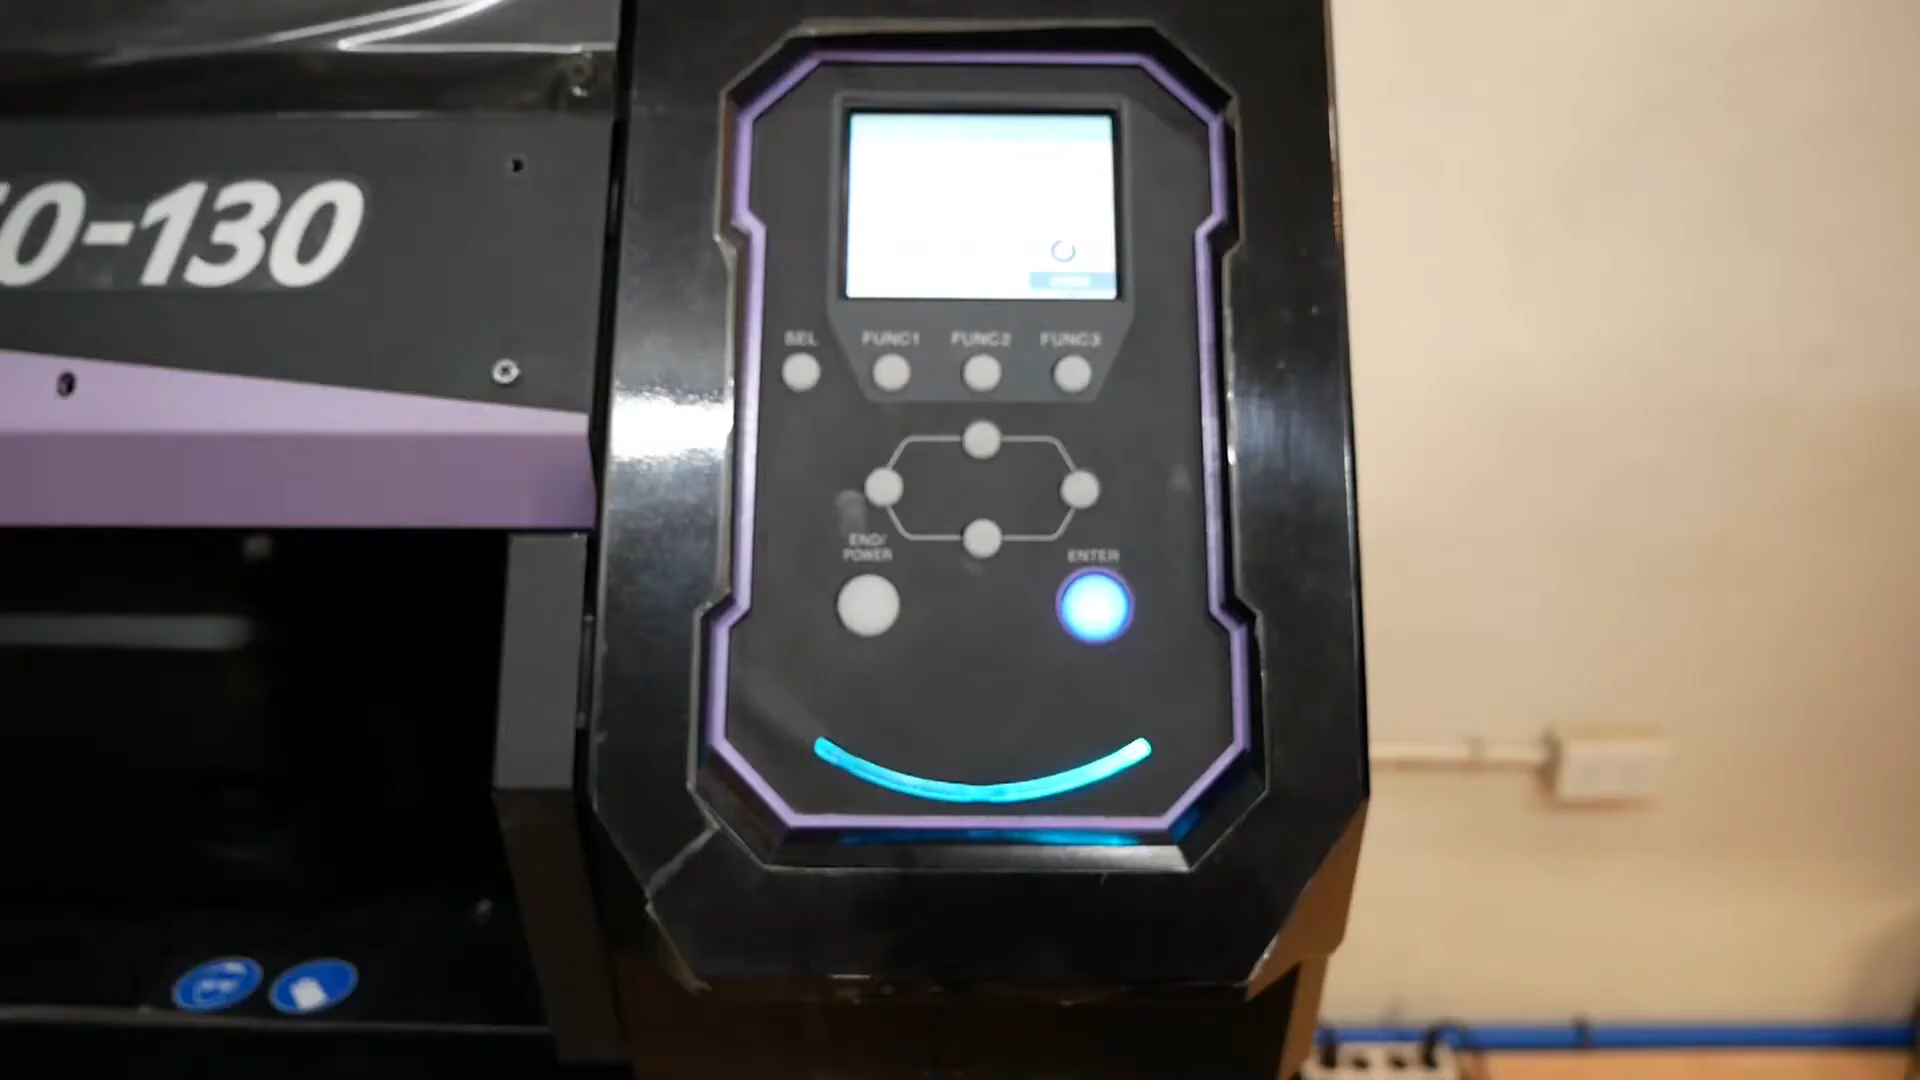 0-130
SEL FUNC1 FUNC2 FUNC3
END/
POWER
ENTER